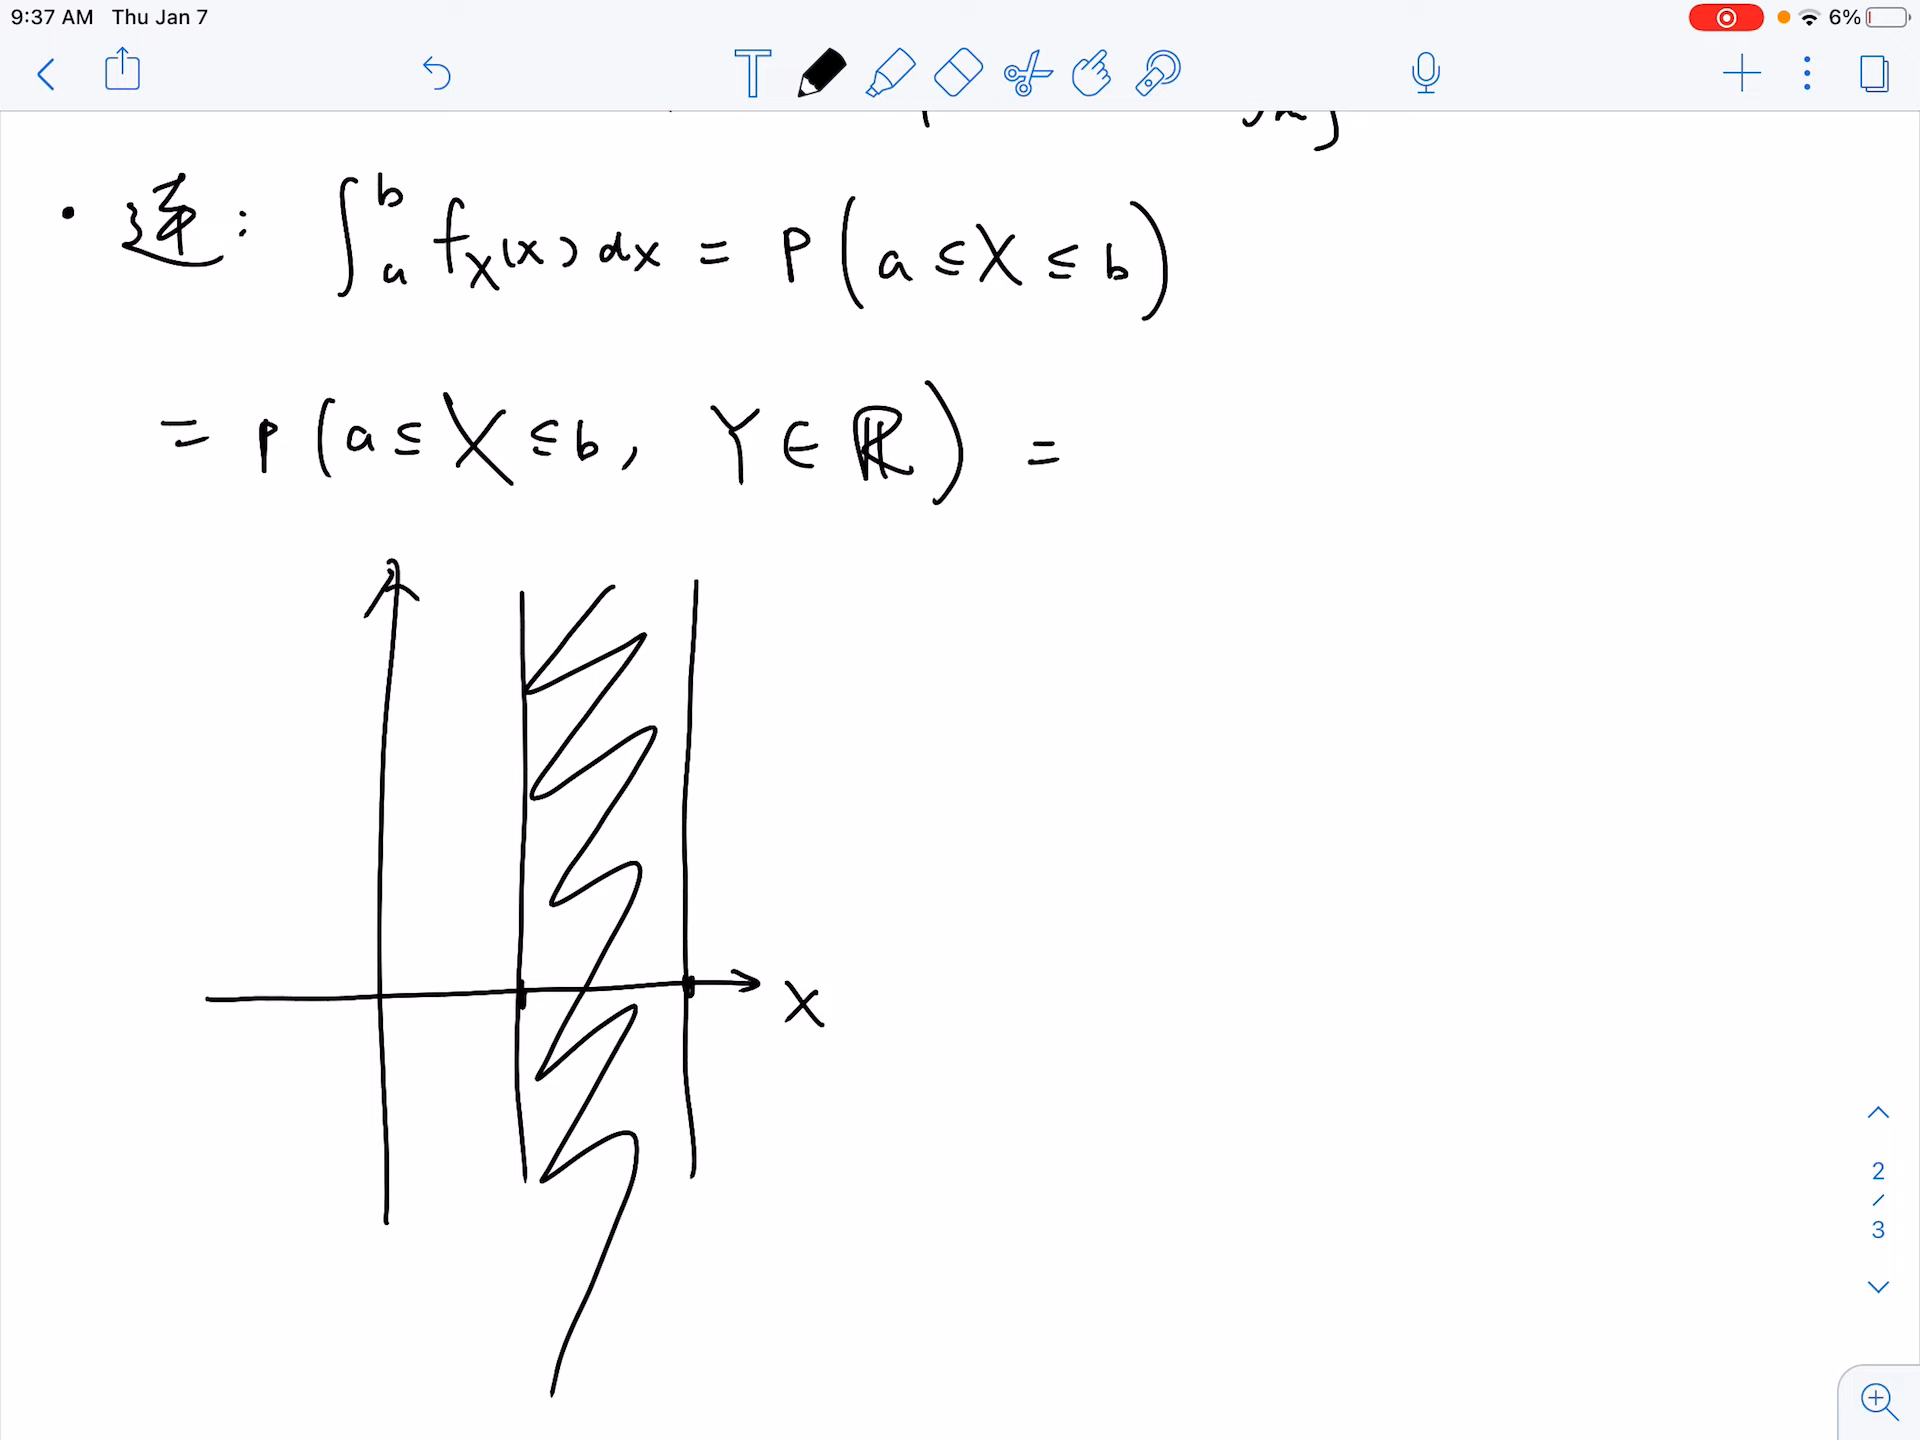 9:37 AM Thu Jan 7
6%
T
• 连: ∫_a^b f_X(x) dx = P(a ≤ X ≤ b)
= P(a ≤ X ≤ b, Y ∈ ℝ) =
X
2
/
3